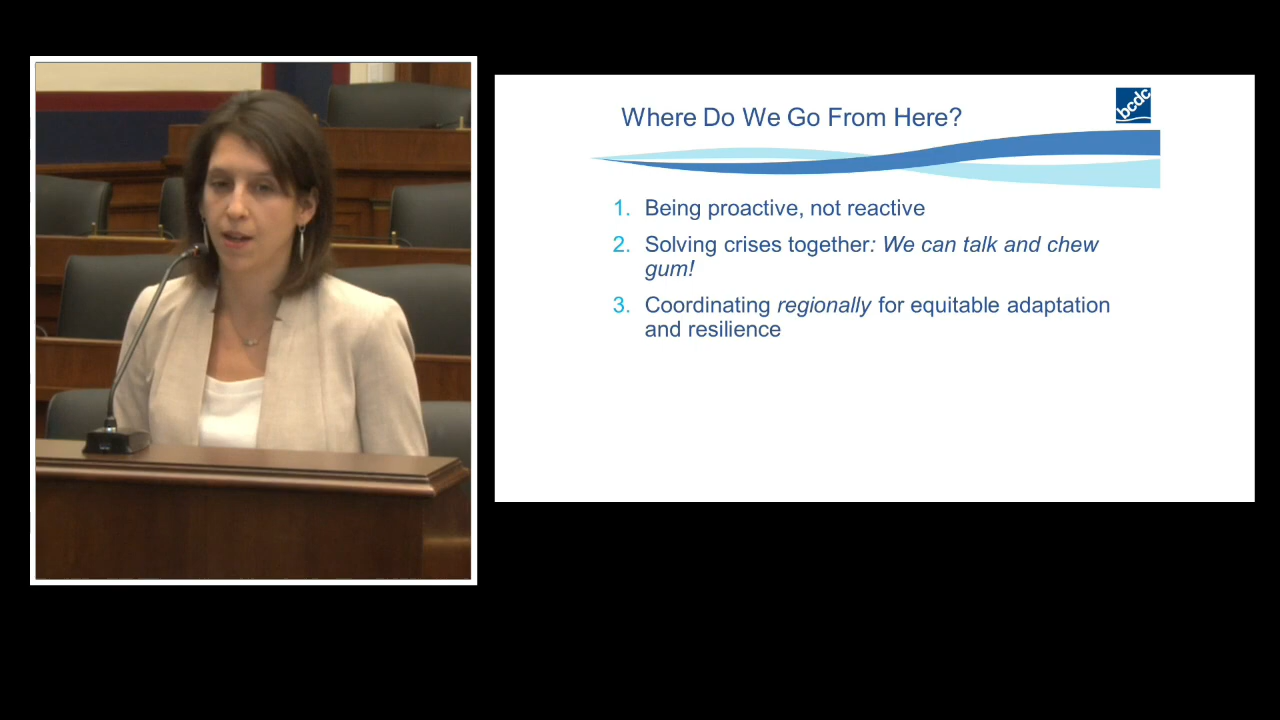 bcdc
Where Do We Go From Here?
1. Being proactive, not reactive
2. Solving crises together: We can talk and chew
gum!
3. Coordinating regionally for equitable adaptation
and resilience